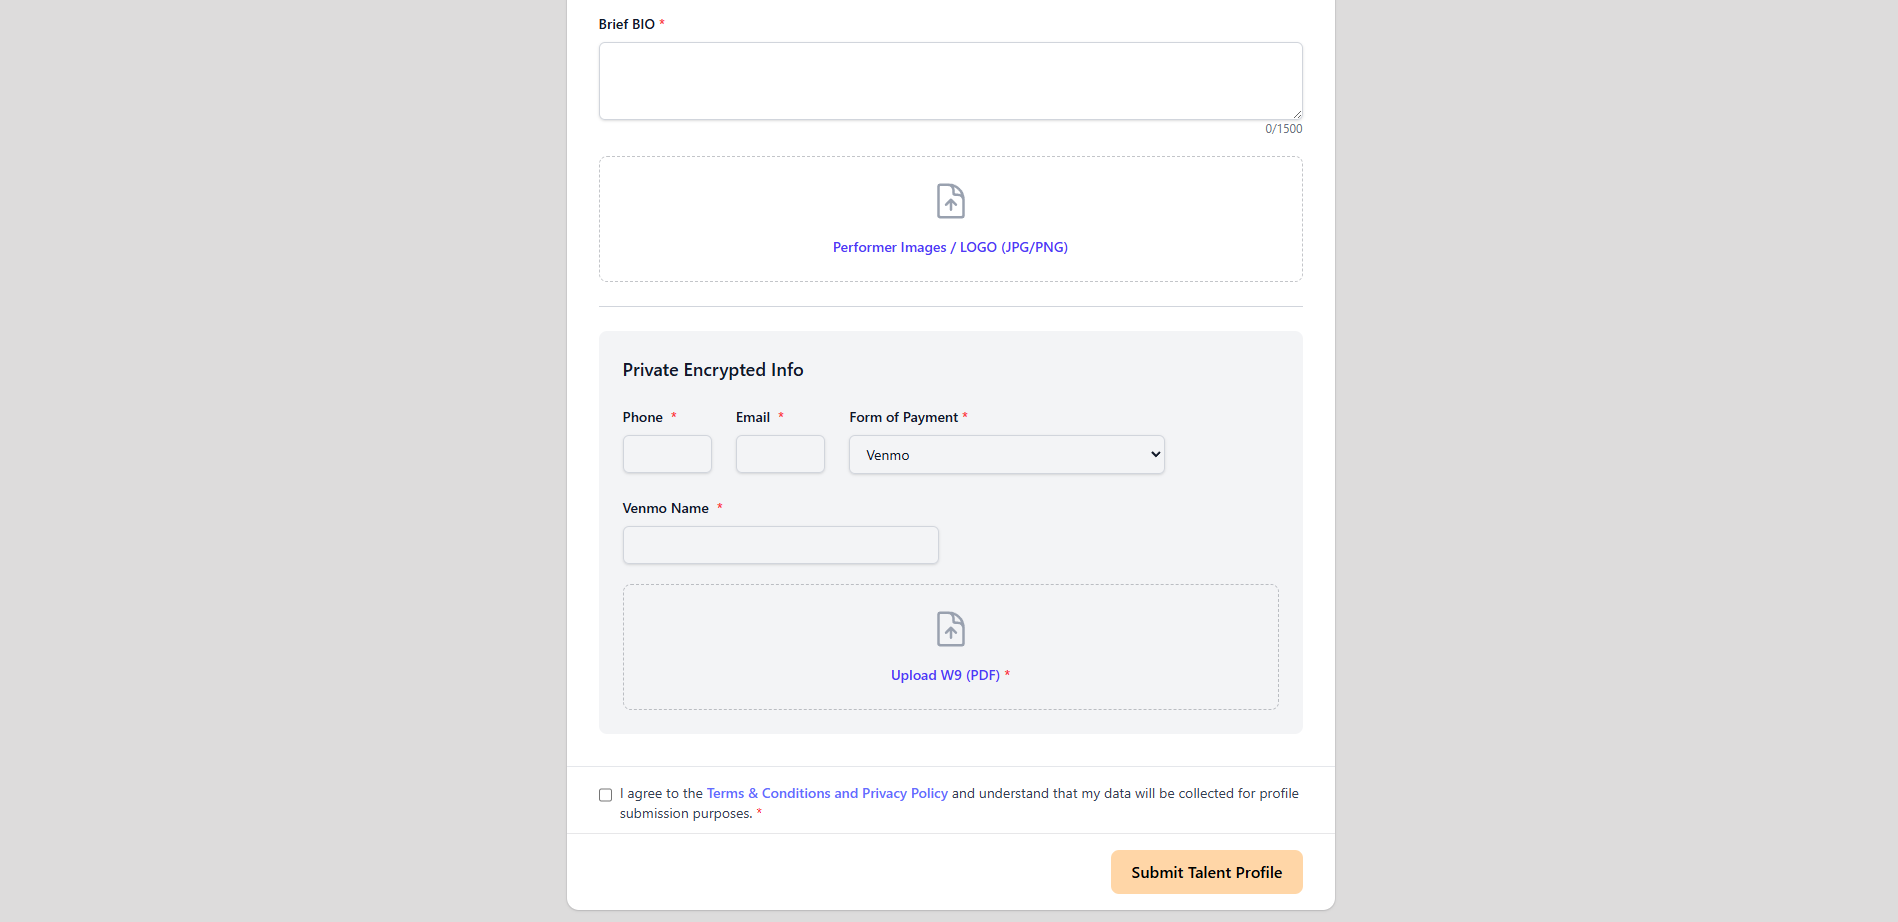 Brief BIO *
0/1500
Performer Images / LOGO (JPG/PNG)
Private Encrypted Info
Phone * Email * Form of Payment *
Venmo
Venmo Name *
Upload W9 (PDF) *
I agree to the Terms & Conditions and Privacy Policy and understand that my data will be collected for profile
submission purposes. *
Submit Talent Profile